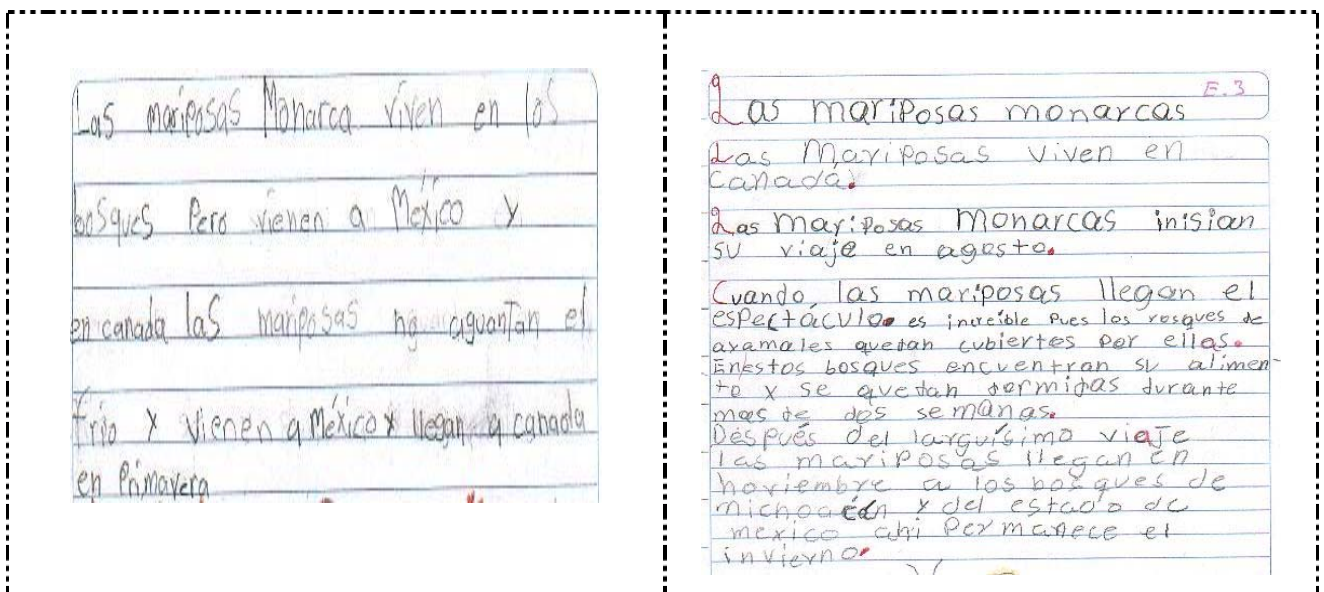 Las mariposas Monarca viven en los
bosques Pero vienen a México y
en canada las mariposas no aguantan el
frio y vienen a México y llegan a canada
en Primavera
E.3
Las mariposas monarcas
Las Mariposas viven en
canadá.
Las mariposas monarcas inisian
su viaje en agosto.
Cuando, las mariposas llegan el
espectáculo es increible Pues los vosques de
oyamales quedan cubiertes por ellas.
Enestos bosques encuentran su alimen-
to y se quedan dormidas durante
mas de dos semanas.
Después del larguísimo viaje
las mariposas llegan en
noviembre a los bosques de
michoacán y del estado de
mexico ahi Permanece el
invierno.